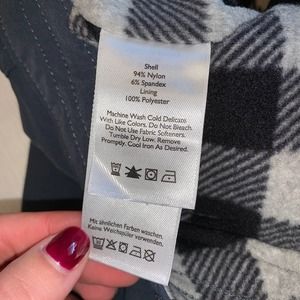 Shell
94% Nylon
6% Spandex
Lining
100% Polyester
Machine Wash Cold Delicate
With Like Colors. Do Not Bleach.
Do Not Use Fabric Softeners.
Tumble Dry Low. Remove
Promptly. Cool Iron As Desired.
Mit ähnlichen Farben waschen.
Keine Weichspüler verwenden.